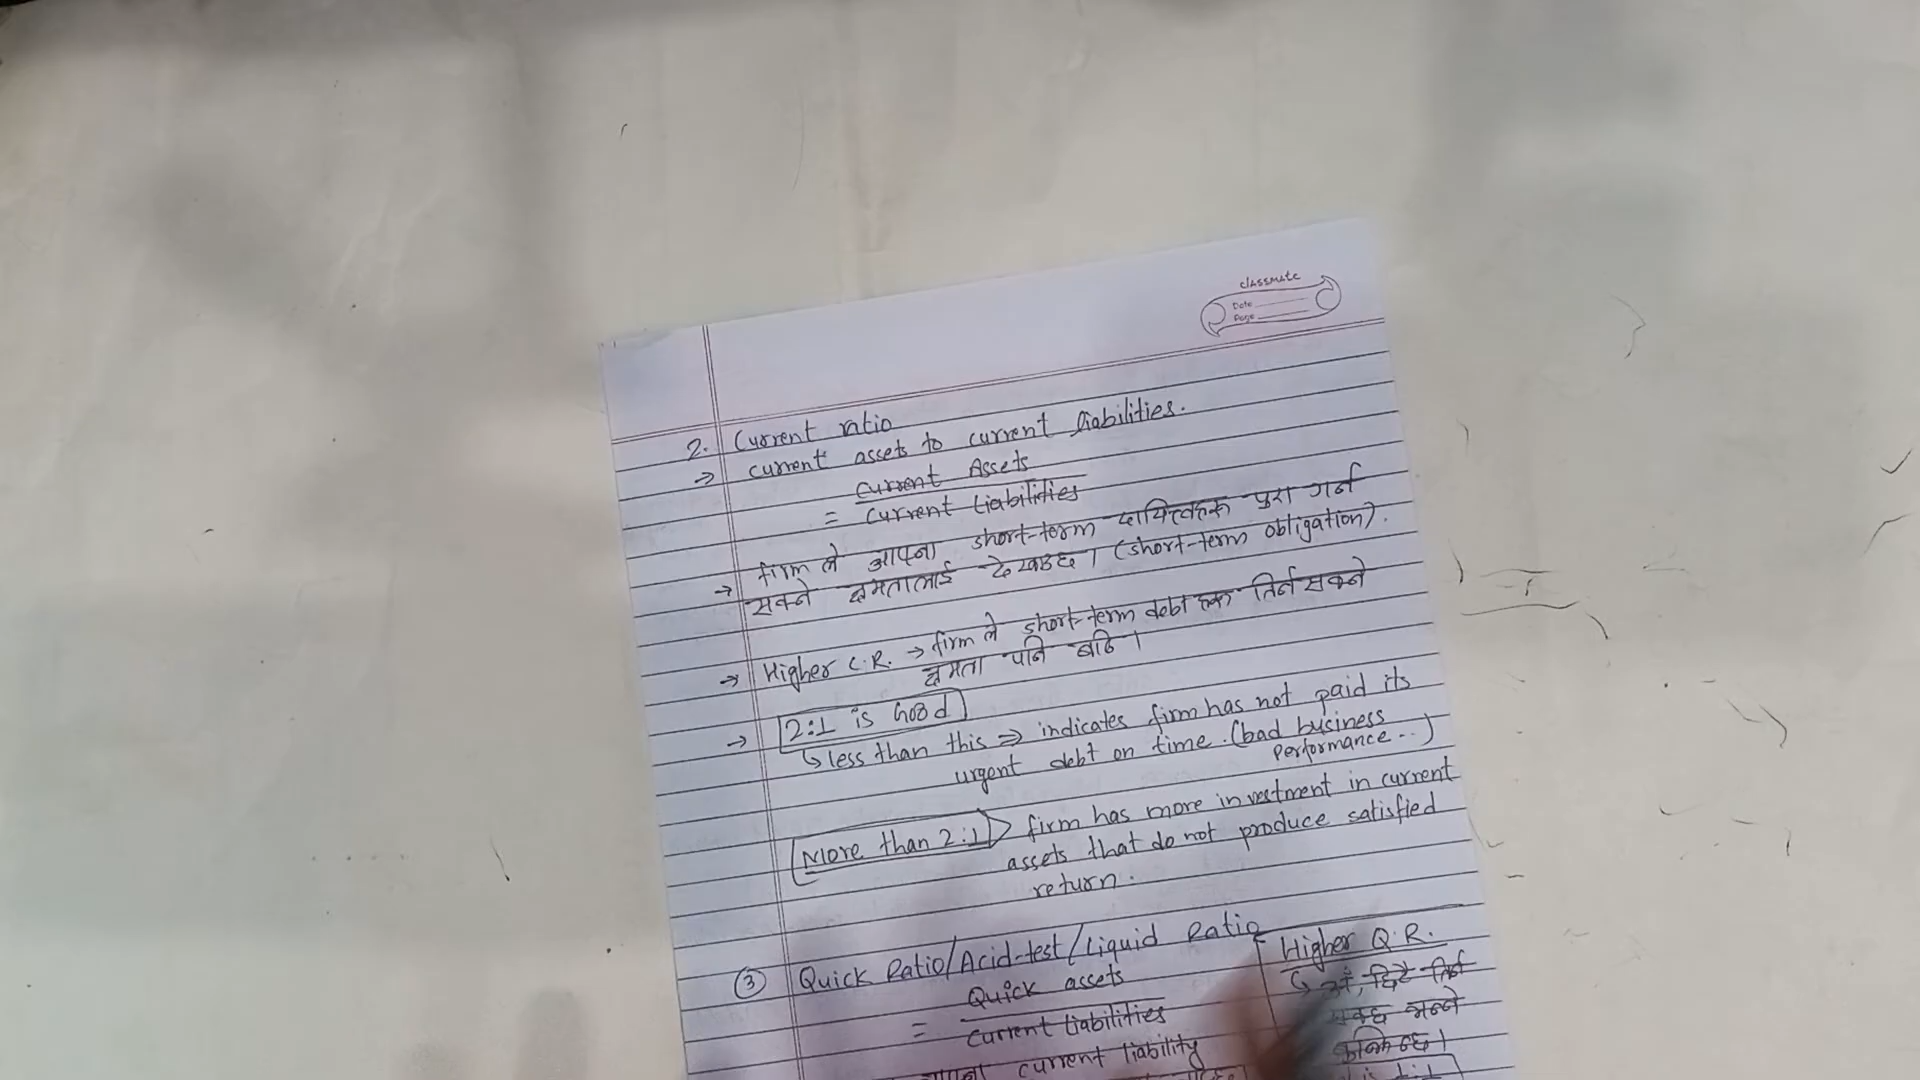 classmate
Date
Page
2. Current ratio
→ current assets to current liabilities.
Current Assets
= Current Liabilities
→ firm ले आफ्ना short-term दायित्वहरू पुरा गर्न
सक्ने क्षमतालाई देखाउछ। (short-term obligation).
→ Higher C.R. → firm ले short-term debt हरू तिर्न सक्ने
क्षमता पनि बढि।
→ 2:1 is Good
↳ less than this ⇒ indicates firm has not paid its
urgent debt on time. (bad business
performance..)
More than 2:1 firm has more investment in current
assets that do not produce satisfied
return.
③ Quick Ratio/Acid-test/Liquid Ratio
Quick assets
= Current Liabilities
current liability
Higher Q.R.
↳
भन्ने